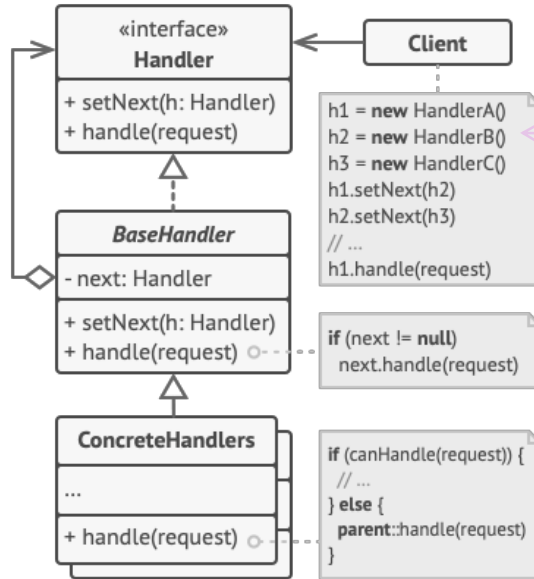 «interface»
Handler
+ setNext(h: Handler)
+ handle(request)
Client
h1 = new HandlerA()
h2 = new HandlerB()
h3 = new HandlerC()
h1.setNext(h2)
h2.setNext(h3)
// ...
h1.handle(request)
BaseHandler
- next: Handler
+ setNext(h: Handler)
+ handle(request)
if (next != null)
next.handle(request)
ConcreteHandlers
...
+ handle(request)
if (canHandle(request)) {
// ...
} else {
parent::handle(request)
}